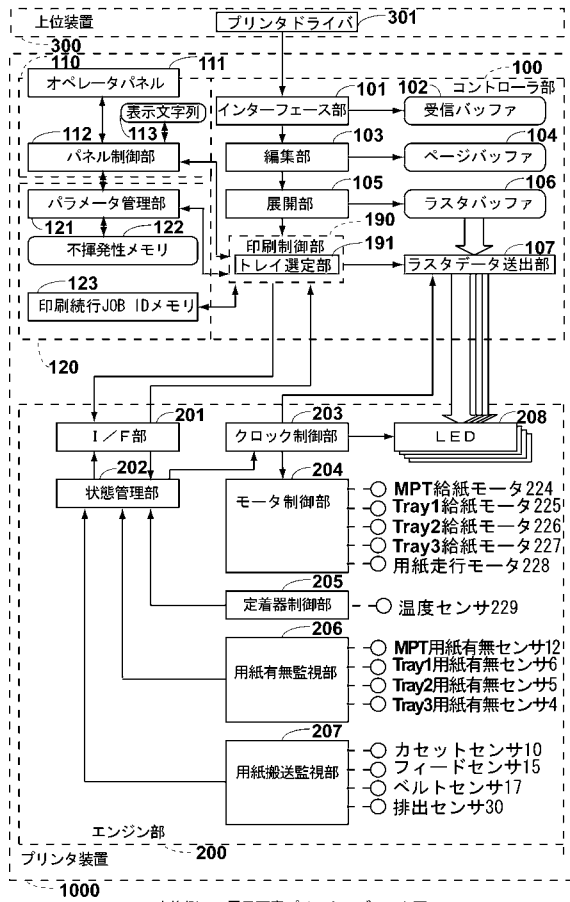 上位装置
プリンタドライバ
301
300
110
111
オペレータパネル
表示文字列
113
112
パネル制御部
100
コントローラ部
101
インターフェース部
102
受信バッファ
103
編集部
104
ページバッファ
105
展開部
106
ラスタバッファ
パラメータ管理部
121
122
不揮発性メモリ
190
印刷制御部
191
トレイ選定部
107
ラスタデータ送出部
123
印刷続行JOB IDメモリ
120
201
I/F部
202
状態管理部
203
クロック制御部
208
LED
204
モータ制御部
MPT給紙モータ224
Tray1給紙モータ225
Tray2給紙モータ226
Tray3給紙モータ227
用紙走行モータ228
205
定着器制御部
温度センサ229
206
用紙有無監視部
MPT用紙有無センサ12
Tray1用紙有無センサ6
Tray2用紙有無センサ5
Tray3用紙有無センサ4
207
用紙搬送監視部
カセットセンサ10
フィードセンサ15
ベルトセンサ17
排出センサ30
エンジン部
200
プリンタ装置
1000